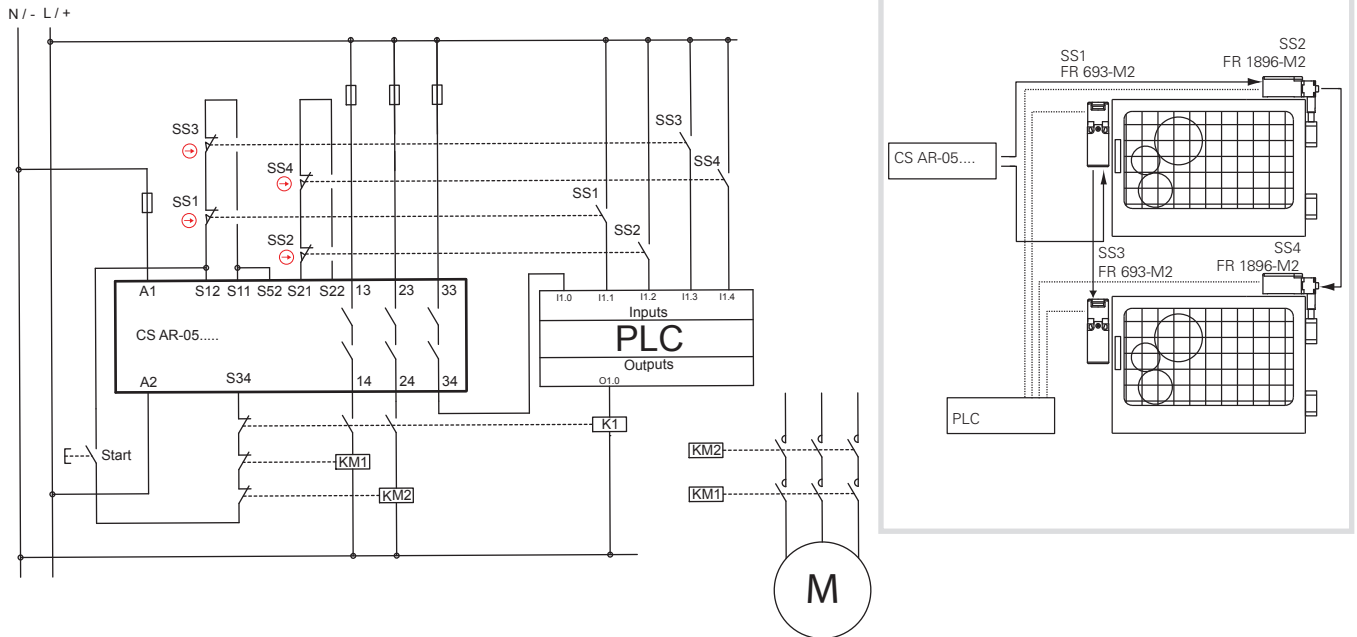 N / - L / +
SS3
SS4
SS1
SS2
SS3
SS4
SS1
SS2
A1 S12 S11 S52 S21 S22 13 23 33
CS AR-05.....
A2 S34 14 24 34
I1.0 I1.1 I1.2 I1.3 I1.4
Inputs
PLC
Outputs
O1.0
K1
Start
KM1
KM2
KM2
KM1
M
SS1
FR 693-M2
SS2
FR 1896-M2
CS AR-05....
SS3
FR 693-M2
SS4
FR 1896-M2
PLC